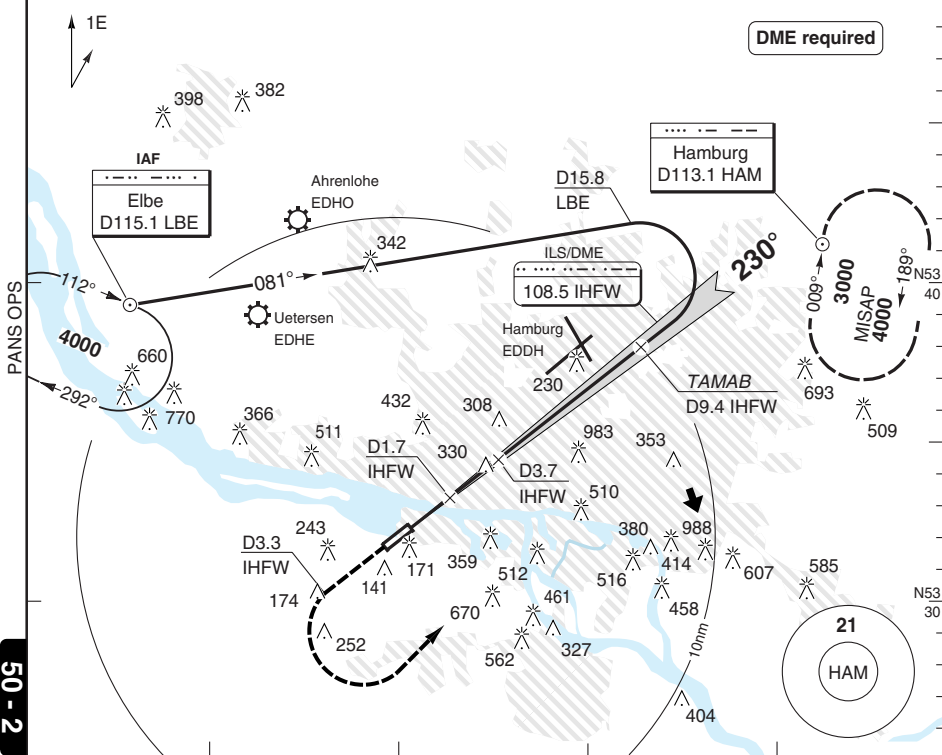 1E
DME required
398
382
IAF
Elbe
D115.1 LBE
Ahrenlohe
EDHO
D15.8
LBE
Hamburg
D113.1 HAM
342
ILS/DME
108.5 IHFW
230°
112°
081°
009°
3000
MISAP
4000
189°
N53
40
PANS OPS
4000
Uetersen
EDHE
Hamburg
EDDH
230
660
292°
770
366
511
432
308
TAMAB
D9.4 IHFW
693
509
D1.7
IHFW
330
983
353
D3.7
IHFW
510
243
D3.3
IHFW
174
141
171
359
512
380
988
516
414
607
585
458
N53
30
252
670
461
562
327
10nm
21
HAM
404
50 - 2